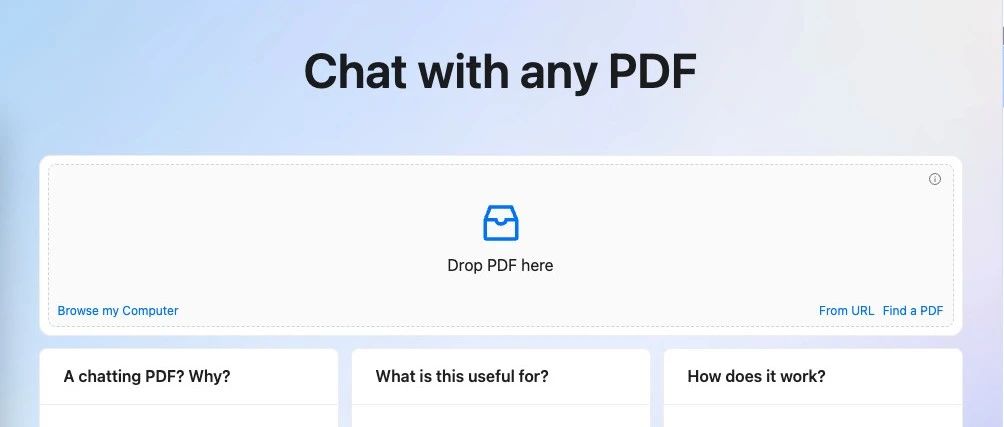 Chat with any PDF
Drop PDF here
Browse my Computer
From URL Find a PDF
A chatting PDF? Why?
What is this useful for?
How does it work?